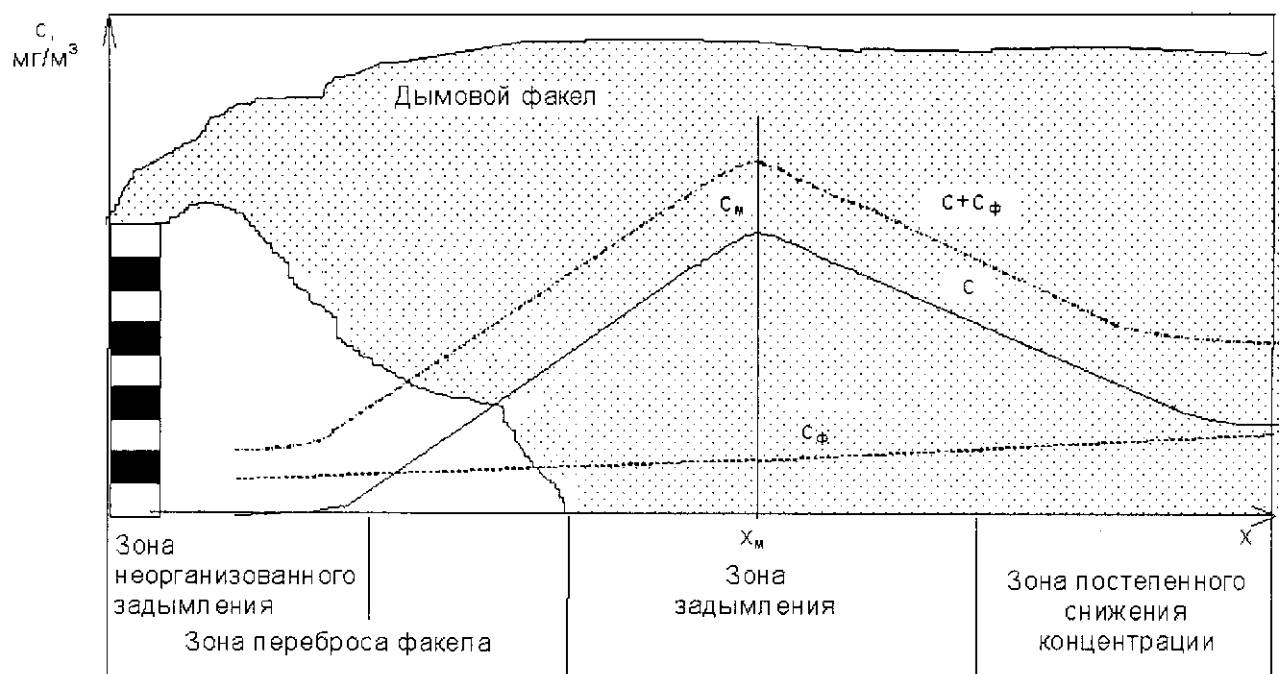 С,
мг/м³
Дымовой факел
См
С+Сф
С
Сф
Хм
Х
Зона
неорганизованного
задымления
Зона
задымления
Зона постепенного
снижения
концентрации
Зона переброса факела